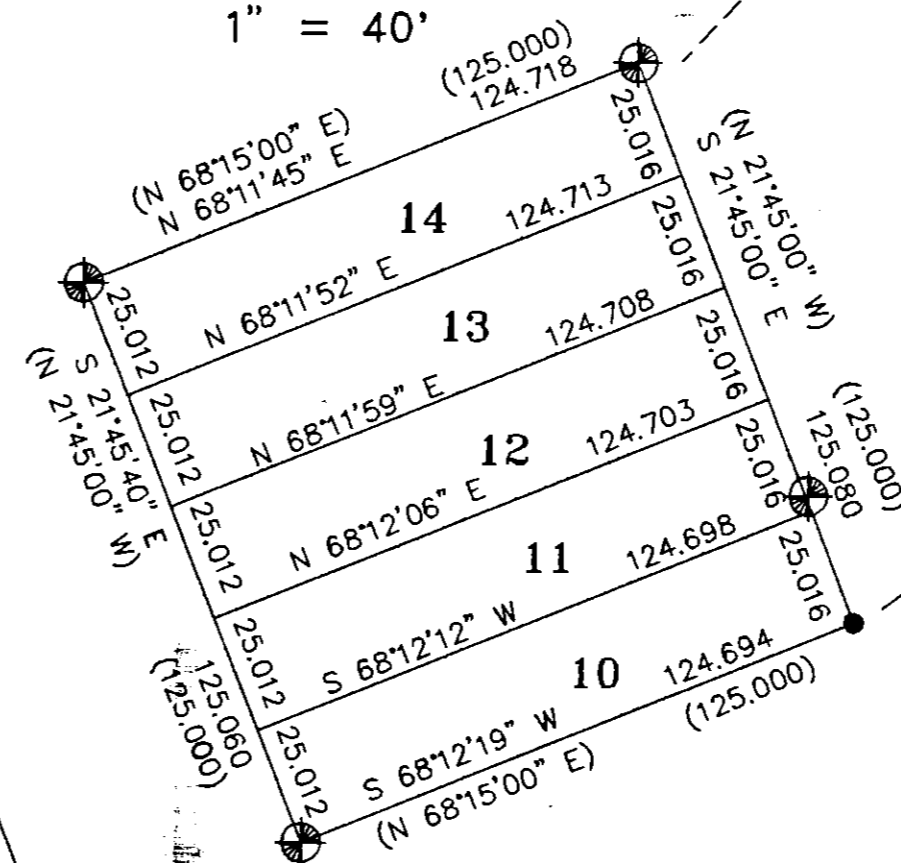 1" = 40'
(125.000)
124.718
(N 68°15'00" E)
N 68°11'45" E
25.016
(N 21°45'00" W)
S 21°45'00" E
14
124.713
N 68°11'52" E
25.012
25.016
13
124.708
N 68°11'59" E
25.012
25.016
S 21°45'40" E
(N 21°45'00" W)
12
124.703
N 68°12'06" E
25.012
25.016
(125.000)
125.080
11
124.698
S 68°12'12" W
25.012
25.016
125.060
(125.000)
10
124.694
(125.000)
S 68°12'19" W
(N 68°15'00" E)
25.012